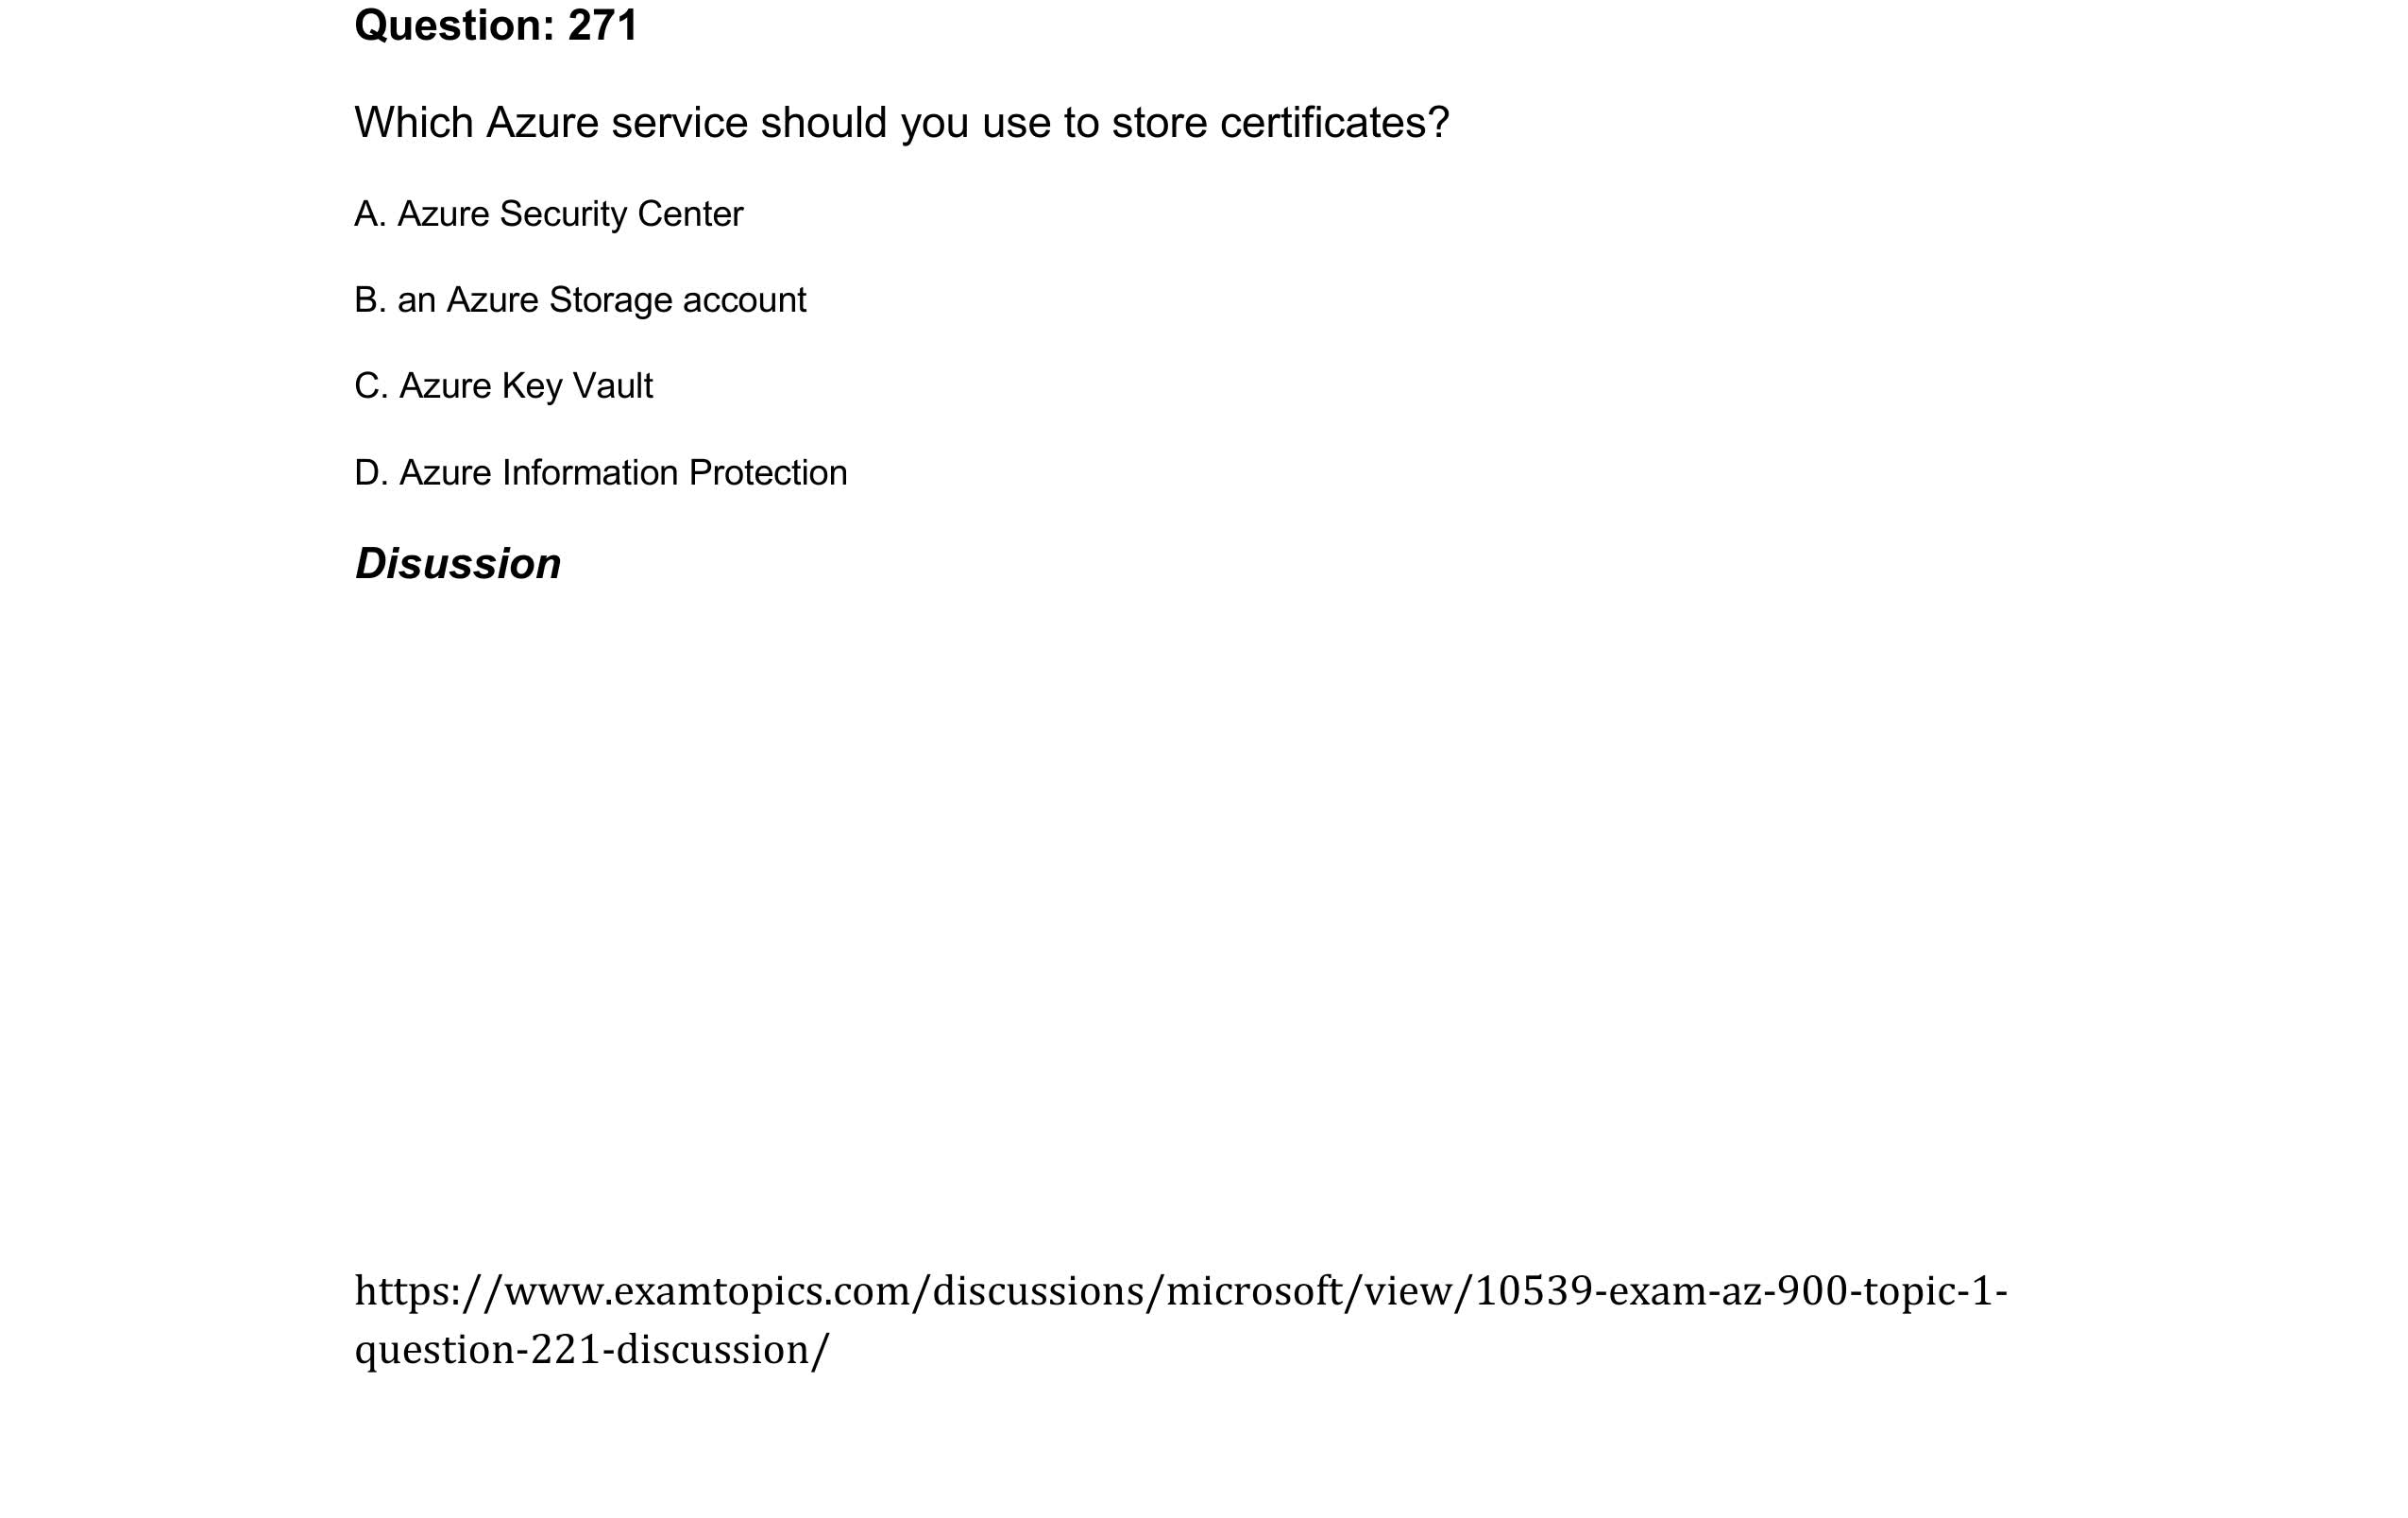 Question: 271
Which Azure service should you use to store certificates?
A. Azure Security Center
B. an Azure Storage account
C. Azure Key Vault
D. Azure Information Protection
Disussion
https://www.examtopics.com/discussions/microsoft/view/10539-exam-az-900-topic-1-
question-221-discussion/